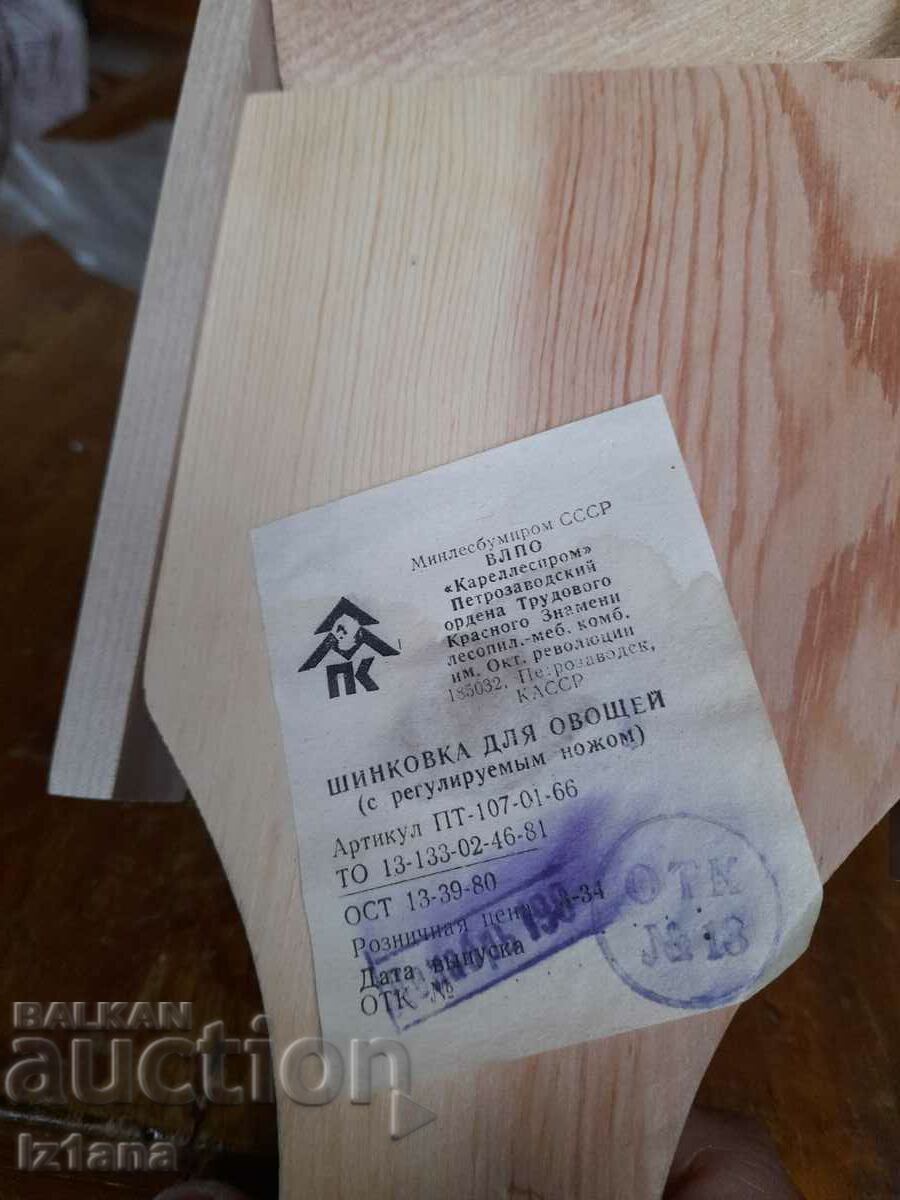 Минлесбумпром СССР
ВЛПО
«Кареллеспром»
Петрозаводский
ордена Трудового
Красного Знамени
лесопил.-меб. комб.
им. Окт. революции
185032, Петрозаводск,
КАССР
ПК
ШИНКОВКА ДЛЯ ОВОЩЕЙ
(с регулируемым ножом)
Артикул ПТ-107-01-66
ТО 13-133-02-46-81
ОСТ 13-39-80
Розничная цена -34
Дата выпуска
ОТК №
ОТК
№ 13
BALKAN
auction
Iz1ana